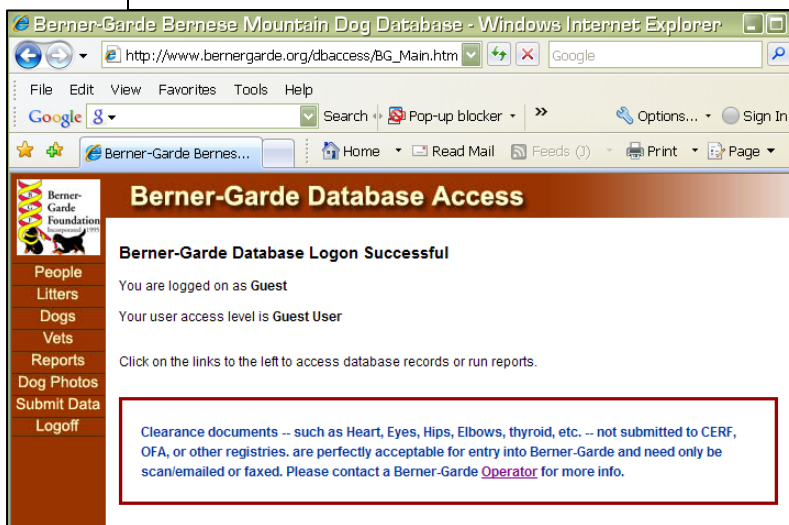 Berner-Garde Bernese Mountain Dog Database - Windows Internet Explorer
http://www.bernergarde.org/dbaccess/BG_Main.htm Google
File Edit View Favorites Tools Help
Google Search Pop-up blocker » Options... Sign In
Berner-Garde Bernes... Home Read Mail Feeds (J) Print Page
Berner-
Garde
Foundation
Incorporated 1995
Berner-Garde Database Access
Berner-Garde Database Logon Successful
You are logged on as Guest
Your user access level is Guest User
Click on the links to the left to access database records or run reports.
People
Litters
Dogs
Vets
Reports
Dog Photos
Submit Data
Logoff
Clearance documents -- such as Heart, Eyes, Hips, Elbows, thyroid, etc. -- not submitted to CERF,
OFA, or other registries. are perfectly acceptable for entry into Berner-Garde and need only be
scan/emailed or faxed. Please contact a Berner-Garde Operator for more info.